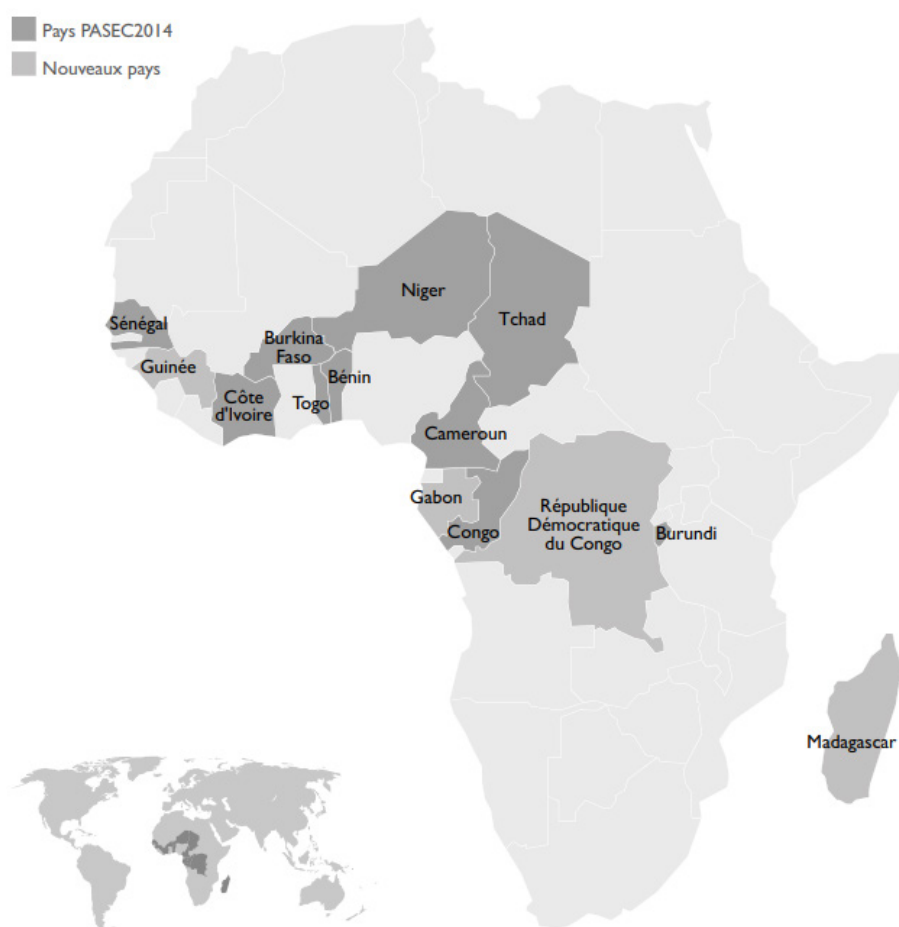 Pays PASEC2014
Nouveaux pays
Niger
Tchad
Sénégal
Burkina
Faso
Guinée
Bénin
Côte
d'Ivoire
Togo
Cameroun
Gabon
République
Démocratique
du Congo
Congo
Burundi
Madagascar